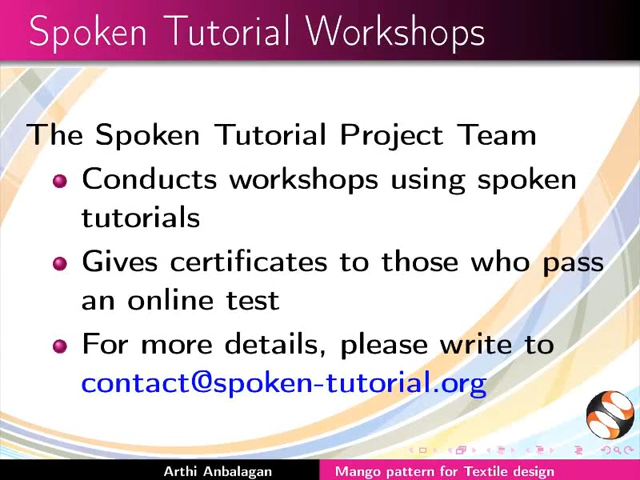 Spoken Tutorial Workshops
The Spoken Tutorial Project Team
Conducts workshops using spoken
tutorials
Gives certificates to those who pass
an online test
For more details, please write to
contact@spoken-tutorial.org
Arthi Anbalagan
Mango pattern for Textile design